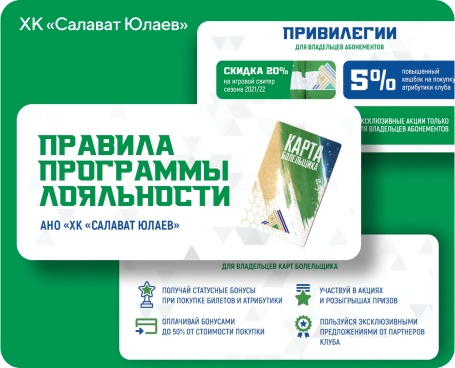 ХК «Салават Юлаев»
ПРИВИЛЕГИИ
ДЛЯ ВЛАДЕЛЬЦЕВ АБОНЕМЕНТОВ
СКИДКА 20%
на игровой свитер
сезона 2021/22
5%
повышенный
кешбэк на покупку
атрибутики клуба
ТОЛЬКО
ВЛАДЕЛЬЦЕВ АБОНЕМЕНТОВ
ПРАВИЛА
ПРОГРАММЫ
ЛОЯЛЬНОСТИ
АНО «ХК «САЛАВАТ ЮЛАЕВ»
КАРТА
БОЛЕЛЬЩИКА
ДЛЯ ВЛАДЕЛЬЦЕВ КАРТ БОЛЕЛЬЩИКА
ПОЛУЧАЙ СТАТУСНЫЕ БОНУСЫ
ПРИ ПОКУПКЕ БИЛЕТОВ И АТРИБУТИКИ
УЧАСТВУЙ В АКЦИЯХ
И РОЗЫГРЫШАХ ПРИЗОВ
ОПЛАЧИВАЙ БОНУСАМИ
ДО 50% ОТ СТОИМОСТИ ПОКУПКИ
ПОЛЬЗУЙСЯ ЭКСКЛЮЗИВНЫМИ
ПРЕДЛОЖЕНИЯМИ ОТ ПАРТНЕРОВ
КЛУБА